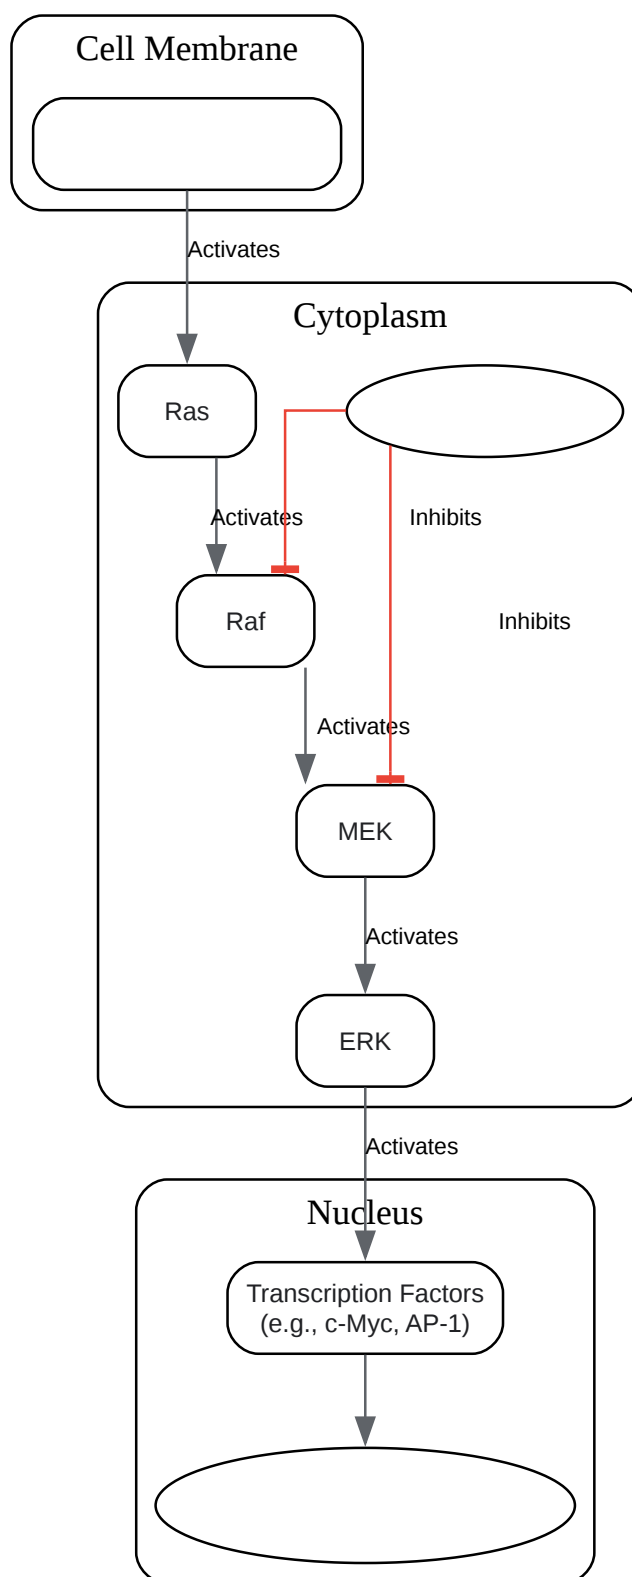 Cell Membrane
Activates
Cytoplasm
Ras
Activates
Inhibits
Raf
Inhibits
Activates
MEK
Activates
ERK
Activates
Nucleus
Transcription Factors
(e.g., c-Myc, AP-1)